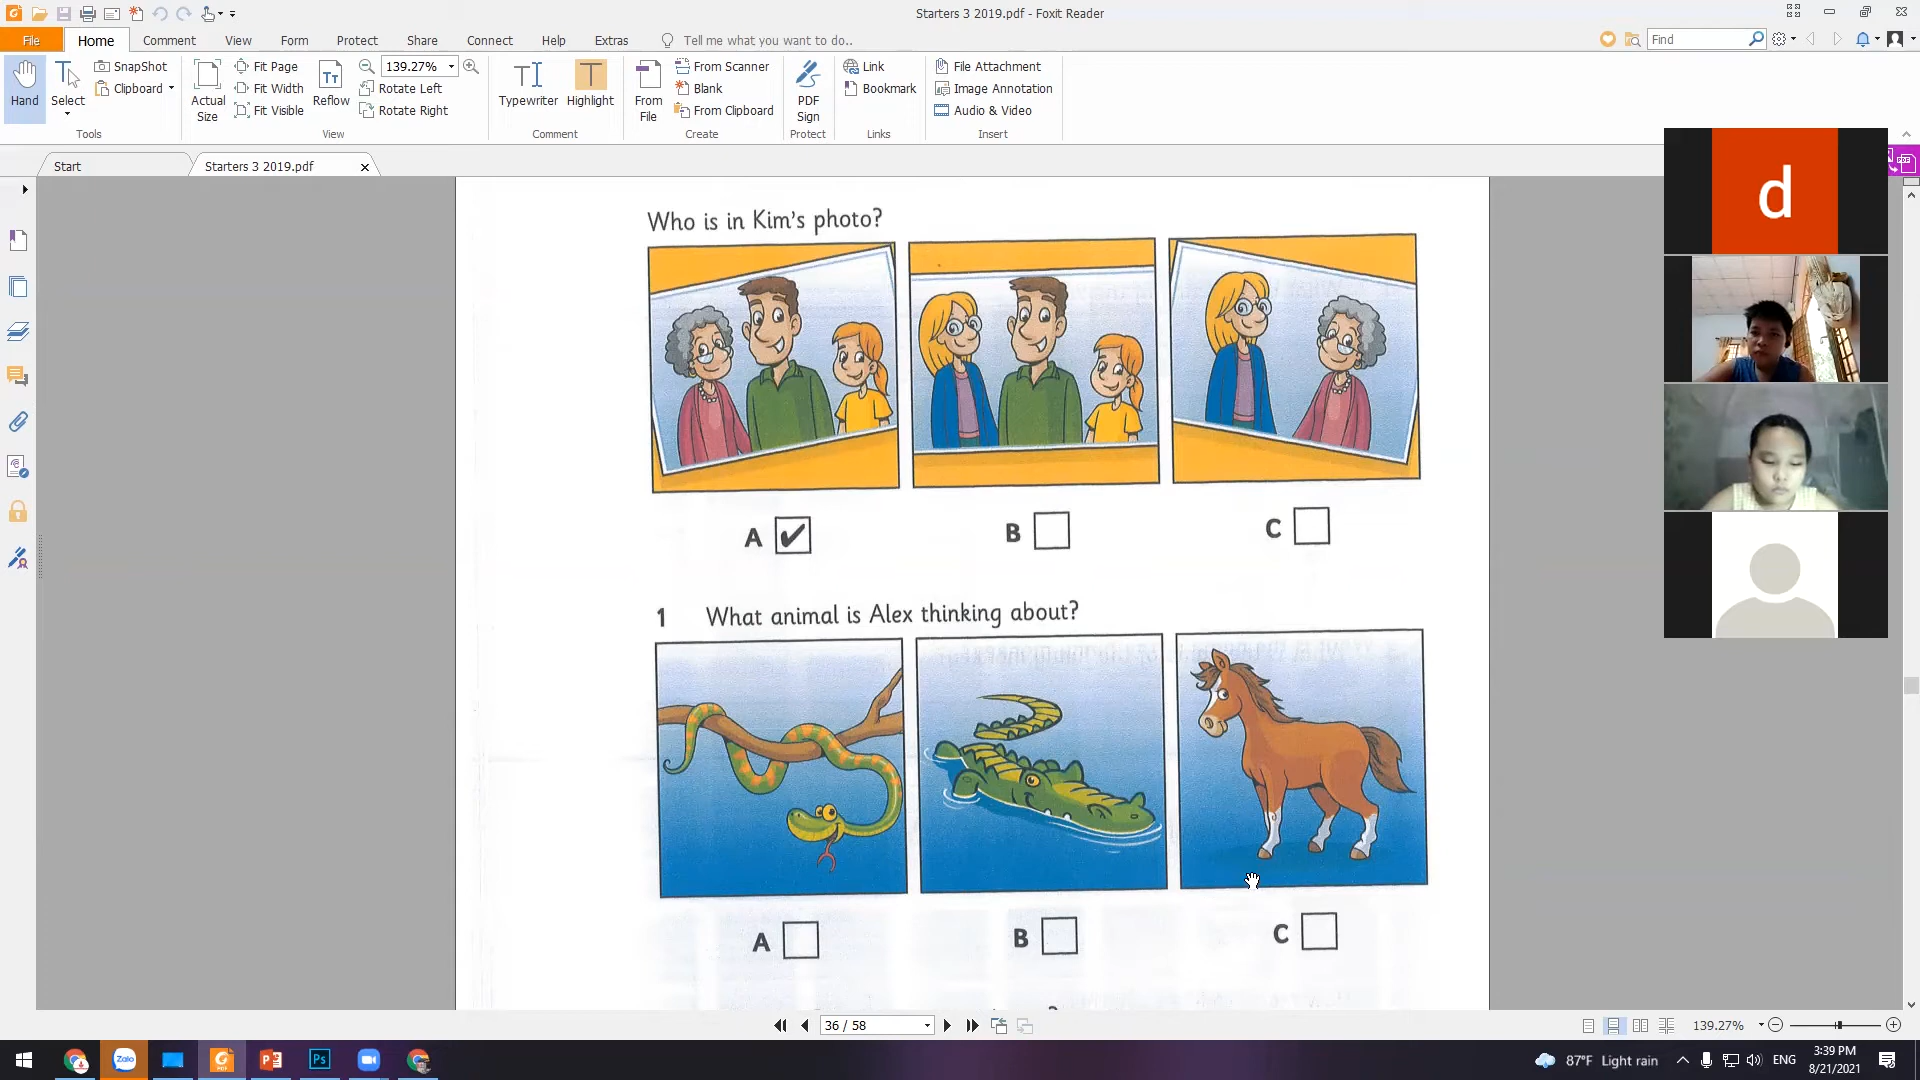 Starters 3 2019.pdf - Foxit Reader
File Home Comment View Form Protect Share Connect Help Extras Tell me what you want to do.. Find
Hand
Select
SnapShot
Clipboard
Tools
Actual Size
Fit Page
Fit Width
Fit Visible
Reflow
139.27%
Rotate Left
Rotate Right
View
Typewriter
Highlight
Comment
From File
From Scanner
Blank
From Clipboard
Create
PDF Sign
Protect
Link
Bookmark
Links
File Attachment
Image Annotation
Audio & Video
Insert
Start
Starters 3 2019.pdf
d
Who is in Kim's photo?
A ✔ B C
1 What animal is Alex thinking about?
A B C
36 / 58
139.27%
Zalo
87°F Light rain
ENG
3:39 PM
8/21/2021